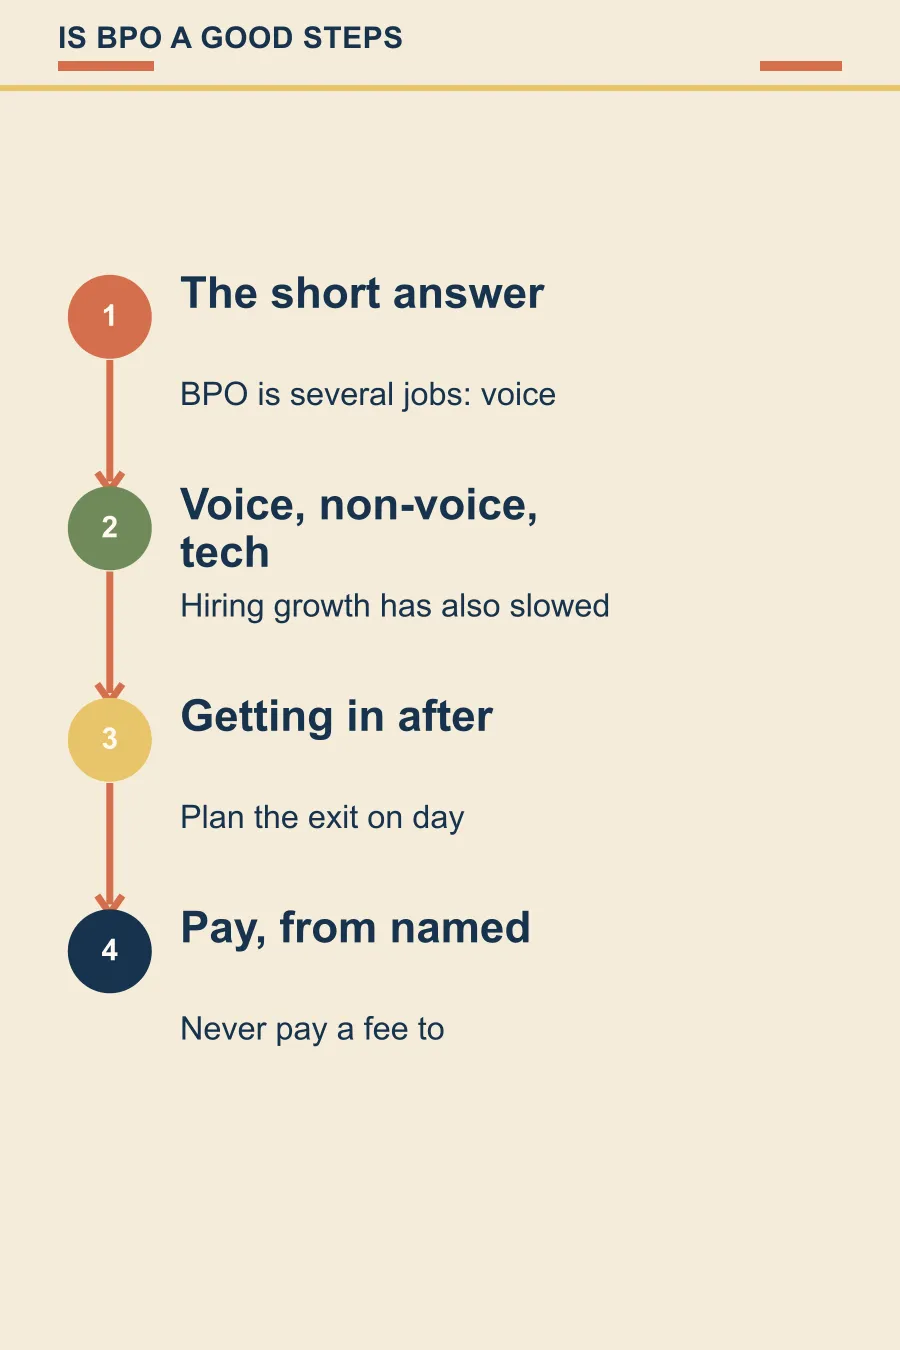 IS BPO A GOOD STEPS
1
The short answer
BPO is several jobs: voice
2
Voice, non-voice,
tech
Hiring growth has also slowed
3
Getting in after
Plan the exit on day
4
Pay, from named
Never pay a fee to